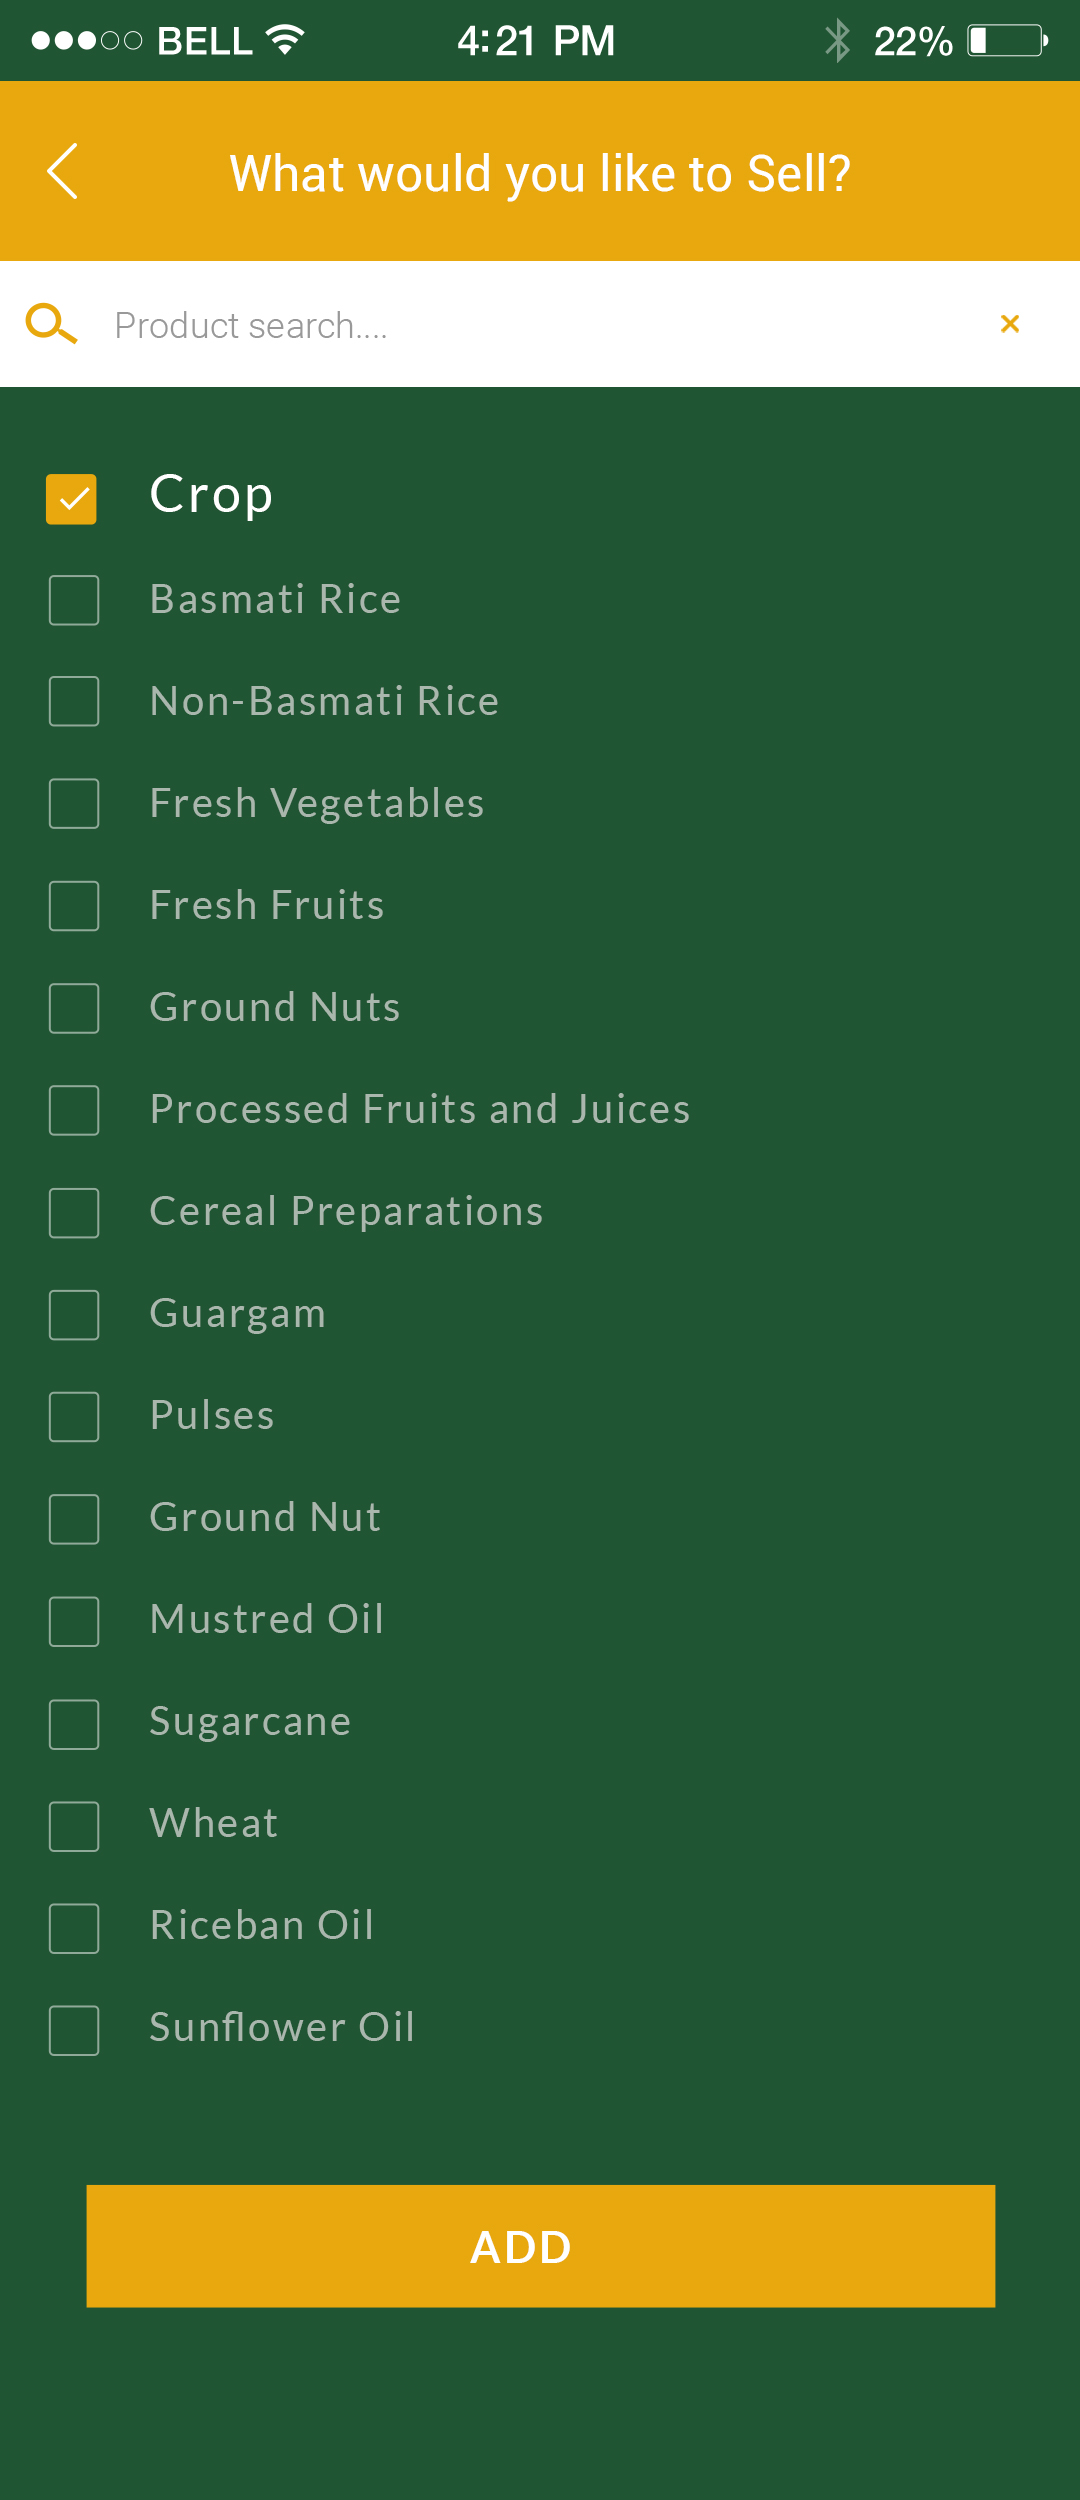 BELL 4:21 PM 22%
What would you like to Sell?
Product search....
Crop
Basmati Rice
Non-Basmati Rice
Fresh Vegetables
Fresh Fruits
Ground Nuts
Processed Fruits and Juices
Cereal Preparations
Guargam
Pulses
Ground Nut
Mustred Oil
Sugarcane
Wheat
Riceban Oil
Sunflower Oil
ADD